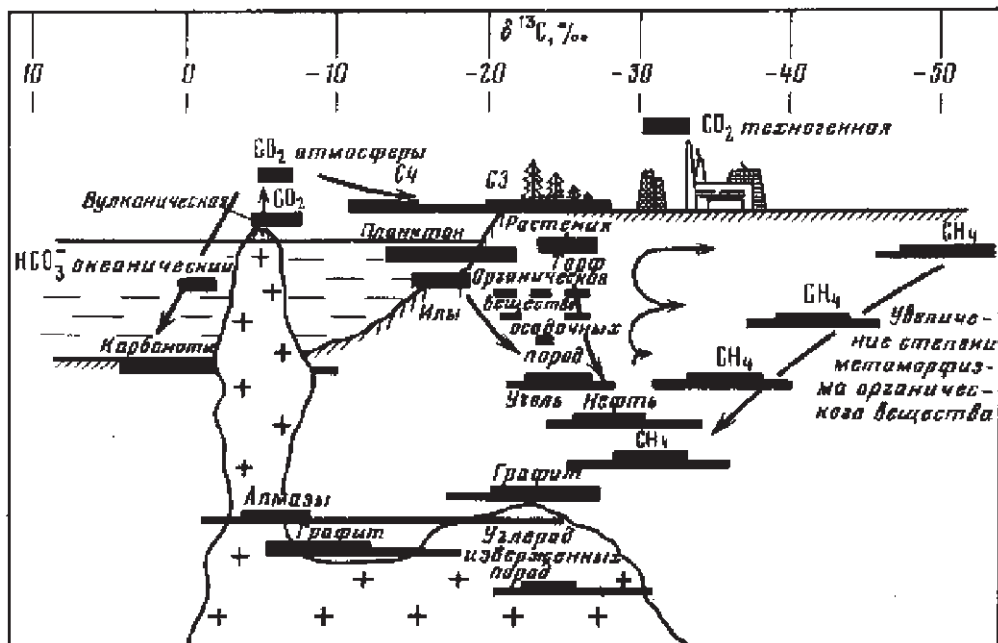 δ ¹³C, ‰
10 0 -10 -20 -30 -40 -50
CO₂ техногенная
CO₂ атмосферы
C4
C3
CO₂
Вулканическая
Растения
Планктон
CH₄
HCO₃⁻ океанический
Торф
Органическое
вещество
осадочных
пород
Илы
CH₄
Увеличе-
ние степени
метаморфиз-
ма органичес-
кого вещества
Карбонаты
CH₄
Уголь
Нефть
CH₄
Графит
Алмазы
Графит
Углерод
изверженных
пород